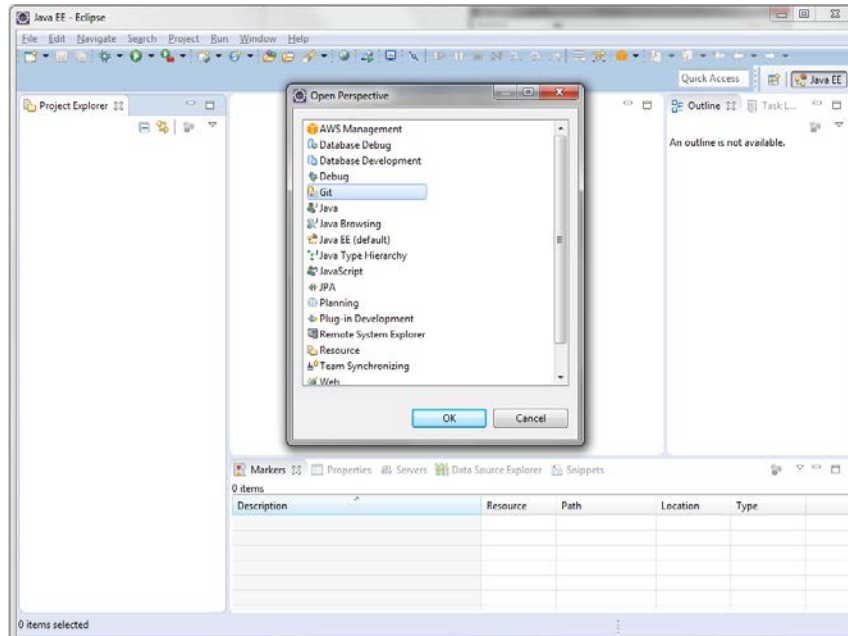 Java EE - Eclipse
File Edit Navigate Search Project Run Window Help
Quick Access Java EE
Project Explorer
Open Perspective
AWS Management
Database Debug
Database Development
Debug
Git
Java
Java Browsing
Java EE (default)
Java Type Hierarchy
JavaScript
JPA
Planning
Plug-in Development
Remote System Explorer
Resource
Team Synchronizing
Web
OK Cancel
Outline Task L...
An outline is not available.
Markers Properties Servers Data Source Explorer Snippets
0 items
Description Resource Path Location Type
0 items selected